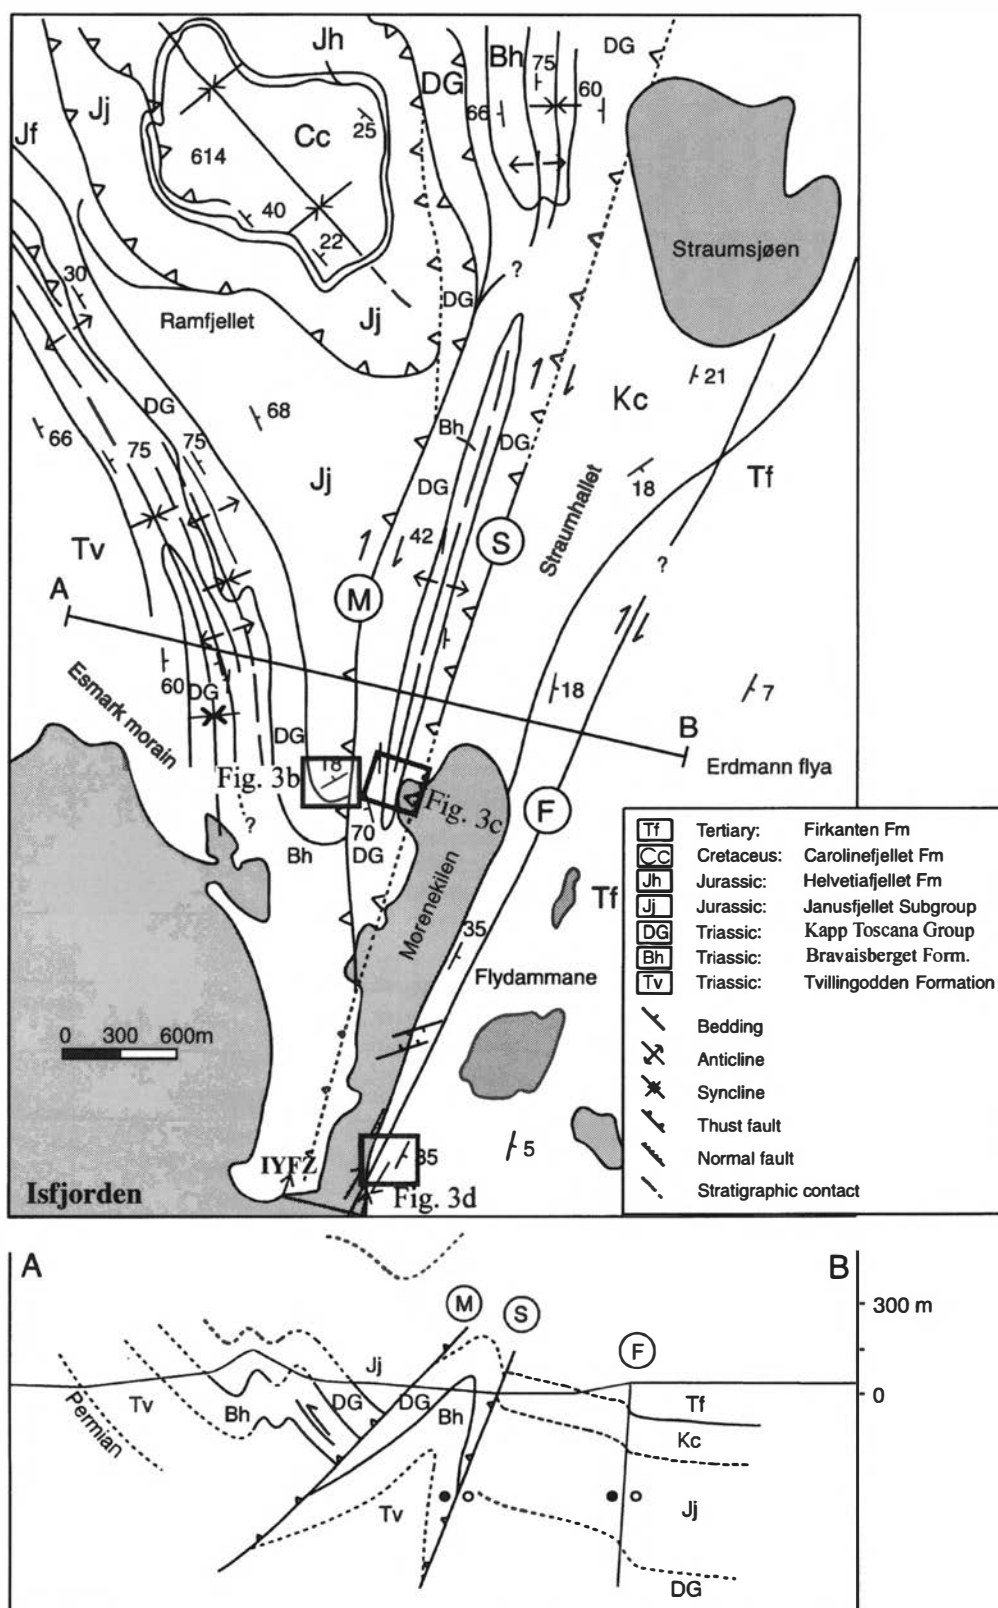 Jh
DG
Bh
75
DG
60
66
Jj
Jf
Cc
25
614
40
22
Straumsjøen
?
30
DG
Ramfjellet
Jj
21
Kc
DG
68
Bh
DG
66
75
75
Jj
DG
18
Tf
42
S
Straumhallet
Tv
?
A
M
60
DG
18
7
Esmark morain
B
DG
Erdmann flya
18
Fig. 3b
Fig. 3c
F
?
70
Bh
DG
Morenekilen
Tf
35
Flydammane
0 300 600m
5
35
IYFZ
Isfjorden
Fig. 3d
Tf Tertiary: Firkanten Fm
Cc Cretaceus: Carolinefjellet Fm
Jh Jurassic: Helvetiafjellet Fm
Jj Jurassic: Janusfjellet Subgroup
DG Triassic: Kapp Toscana Group
Bh Triassic: Bravaisberget Form.
Tv Triassic: Tvillingodden Formation
Bedding
Anticline
Syncline
Thust fault
Normal fault
Stratigraphic contact
A
B
M
S
300 m
F
Jj
0
Permian
Tv
Bh
DG
DG
Bh
Tf
Kc
Tv
Jj
DG